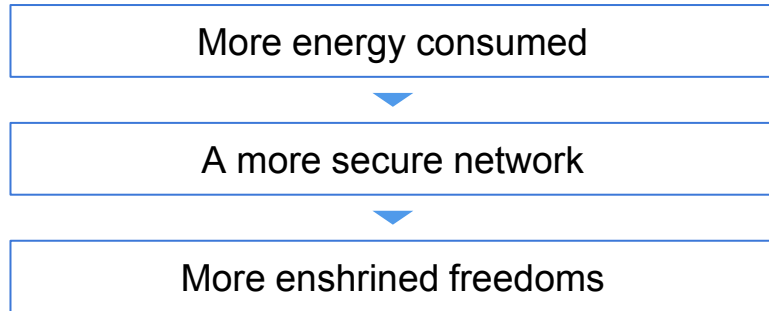 More energy consumed
A more secure network
More enshrined freedoms